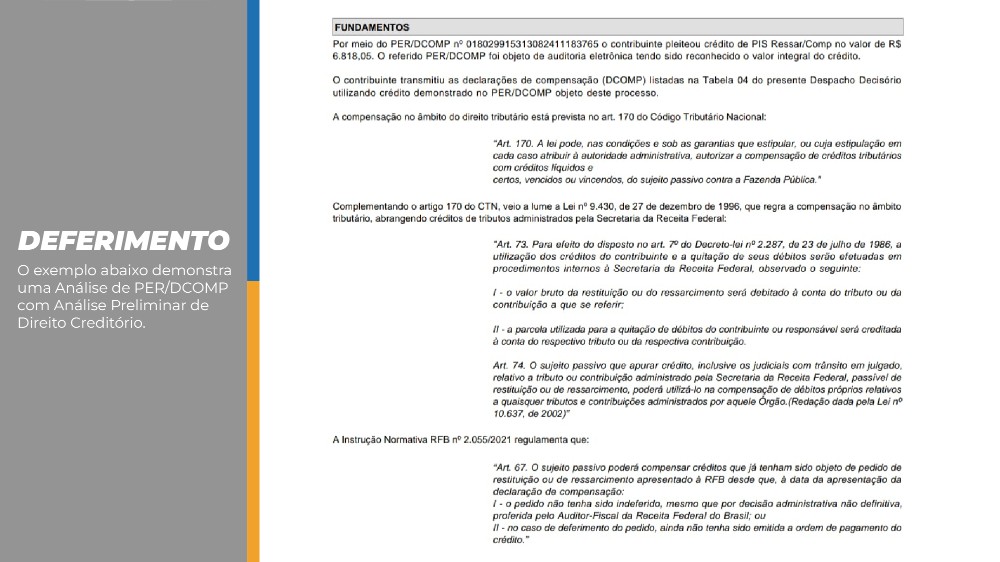 DEFERIMENTO
O exemplo abaixo demonstra
uma Análise de PER/DCOMP
com Análise Preliminar de
Direito Creditório.
FUNDAMENTOS
Por meio do PER/DCOMP nº 018029915313082411183765 o contribuinte pleiteou crédito de PIS Ressar/Comp no valor de R$
6.818,05. O referido PER/DCOMP foi objeto de auditoria eletrônica tendo sido reconhecido o valor integral do crédito.
O contribuinte transmitiu as declarações de compensação (DCOMP) listadas na Tabela 04 do presente Despacho Decisório
utilizando crédito demonstrado no PER/DCOMP objeto deste processo.
A compensação no âmbito do direito tributário está prevista no art. 170 do Código Tributário Nacional:
“Art. 170. A lei pode, nas condições e sob as garantias que estipular, ou cuja estipulação em
cada caso atribuir à autoridade administrativa, autorizar a compensação de créditos tributários
com créditos líquidos e
certos, vencidos ou vincendos, do sujeito passivo contra a Fazenda Pública."
Complementando o artigo 170 do CTN, veio a lume a Lei nº 9.430, de 27 de dezembro de 1996, que regra a compensação no âmbito
tributário, abrangendo créditos de tributos administrados pela Secretaria da Receita Federal:
"Art. 73. Para efeito do disposto no art. 7º do Decreto-lei nº 2.287, de 23 de julho de 1986, a
utilização dos créditos do contribuinte e a quitação de seus débitos serão efetuadas em
procedimentos internos à Secretaria da Receita Federal, observado o seguinte:
I - o valor bruto da restituição ou do ressarcimento será debitado à conta do tributo ou da
contribuição a que se referir;
II - a parcela utilizada para a quitação de débitos do contribuinte ou responsável será creditada
à conta do respectivo tributo ou da respectiva contribuição.
Art. 74. O sujeito passivo que apurar crédito, inclusive os judiciais com trânsito em julgado,
relativo a tributo ou contribuição administrado pela Secretaria da Receita Federal, passível de
restituição ou de ressarcimento, poderá utilizá-lo na compensação de débitos próprios relativos
a quaisquer tributos e contribuições administrados por aquele Órgão.(Redação dada pela Lei nº
10.637, de 2002)”
A Instrução Normativa RFB nº 2.055/2021 regulamenta que:
“Art. 67. O sujeito passivo poderá compensar créditos que já tenham sido objeto de pedido de
restituição ou de ressarcimento apresentado à RFB desde que, à data da apresentação da
declaração de compensação:
I - o pedido não tenha sido indeferido, mesmo que por decisão administrativa não definitiva,
proferida pelo Auditor-Fiscal da Receita Federal do Brasil; ou
II - no caso de deferimento do pedido, ainda não tenha sido emitida a ordem de pagamento do
crédito.”